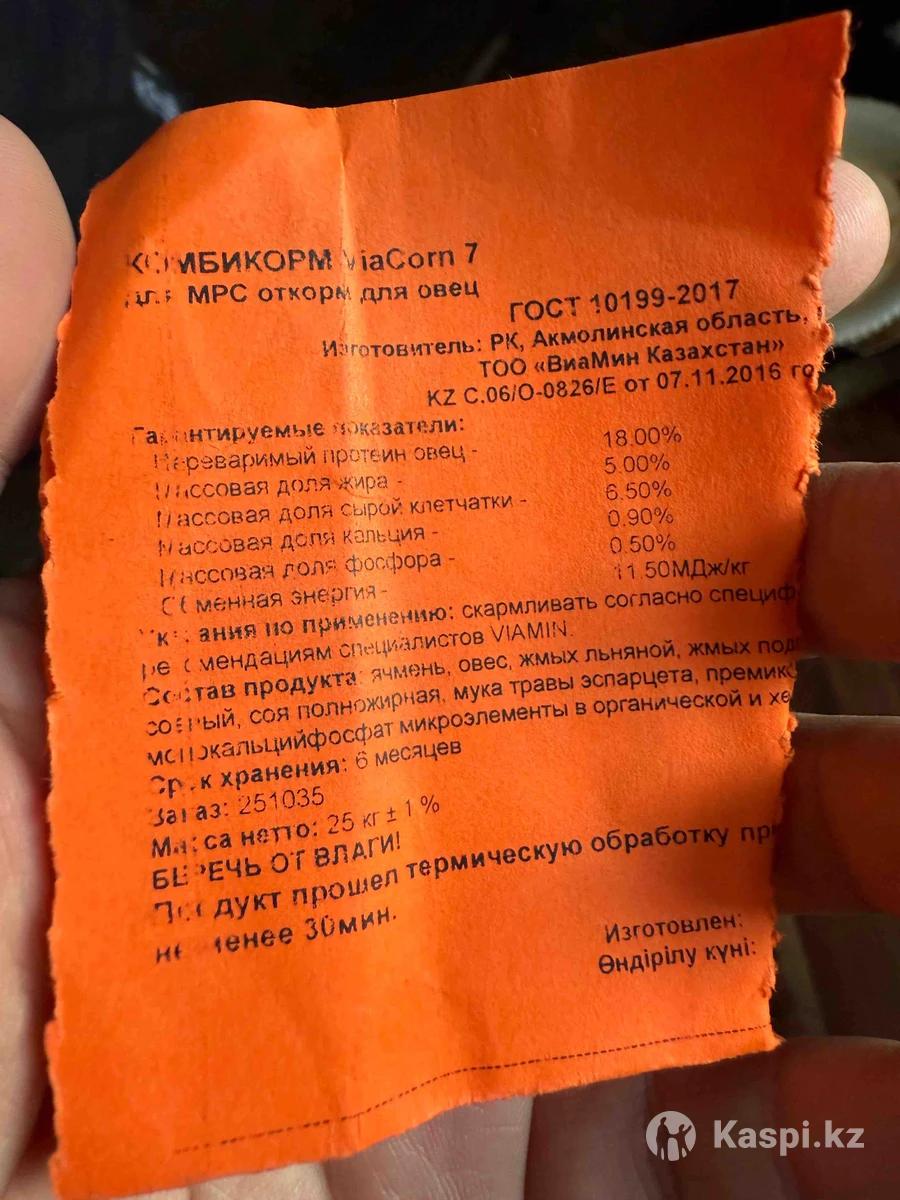 КОМБИКОРМ ViaCorn 7
для МРС откорм для овец
ГОСТ 10199-2017
Изготовитель: РК, Акмолинская область,
ТОО «ВиаМин Казахстан»
KZ С.06/О-0826/Е от 07.11.2016 го
Гарантируемые показатели:
Переваримый протеин овец - 18.00%
Массовая доля жира - 5.00%
Массовая доля сырой клетчатки - 6.50%
Массовая доля кальция - 0.90%
Массовая доля фосфора - 0.50%
Обменная энергия- 11.50МДж/кг
Указания по применению: скармливать согласно специф
рекомендациям специалистов VIAMIN.
Состав продукта: ячмень, овес, жмых льняной, жмых под
соевый, соя полножирная, мука травы эспарцета, премикс
монокальцийфосфат микроэлементы в органической и хе
Срок хранения: 6 месяцев
Заказ: 251035
Масса нетто: 25 кг ± 1 %
БЕРЕЧЬ ОТ ВЛАГИ!
Продукт прошел термическую обработку пр
не менее 30мин.
Изготовлен:
Өндірілу күні:
Kaspi.kz